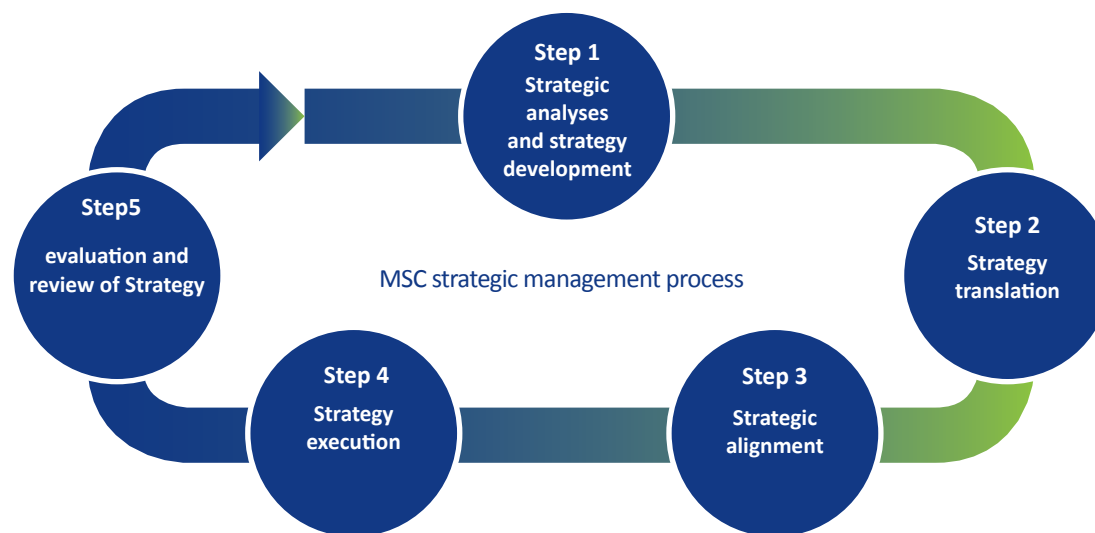 Step 1
Strategic
analyses
and strategy
development
Step 2
Strategy
translation
Step 3
Strategic
alignment
Step 4
Strategy
execution
Step5
evaluation and
review of Strategy
MSC strategic management process